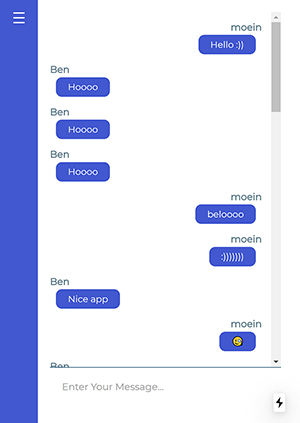 moein
Hello :))
Ben
Hoooo
Ben
Hoooo
Ben
Hoooo
moein
beloooo
moein
:)))))))
Ben
Nice app
moein
Ben
Enter Your Message...